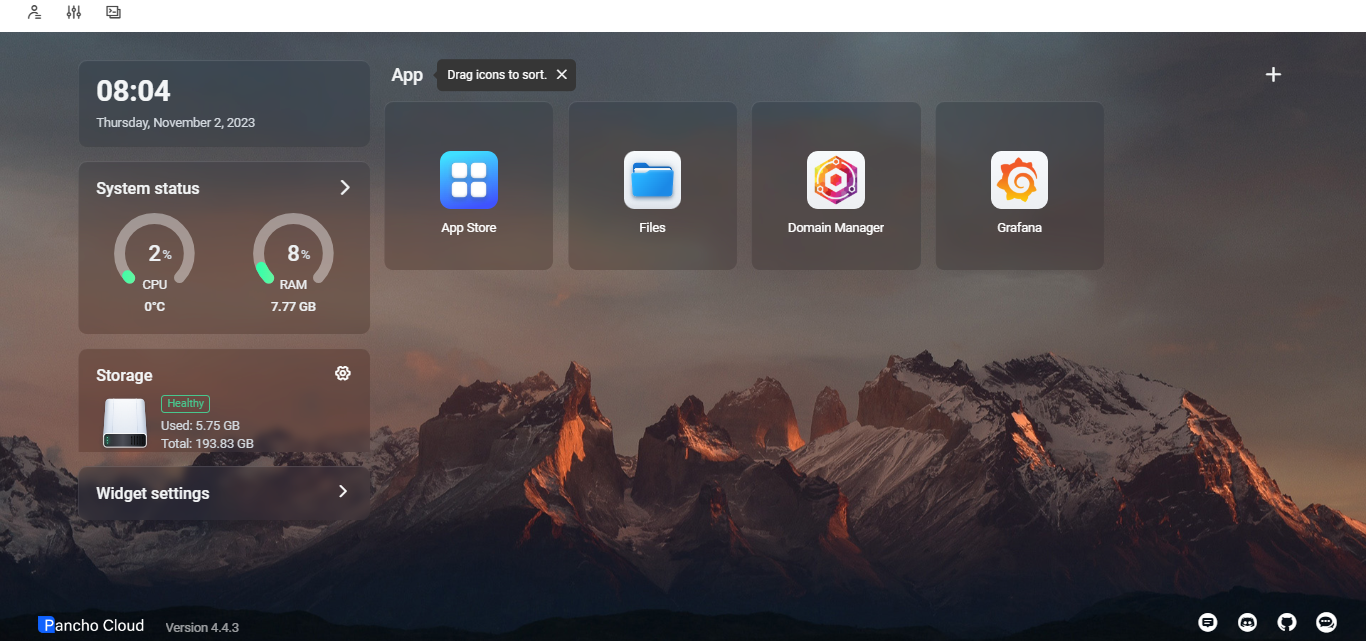 08:04
Thursday, November 2, 2023
System status
2%
CPU
0°C
8%
RAM
7.77 GB
Storage
Healthy
Used: 5.75 GB
Total: 193.83 GB
Widget settings
App
Drag icons to sort.
App Store
Files
Domain Manager
Grafana
Pancho Cloud
Version 4.4.3